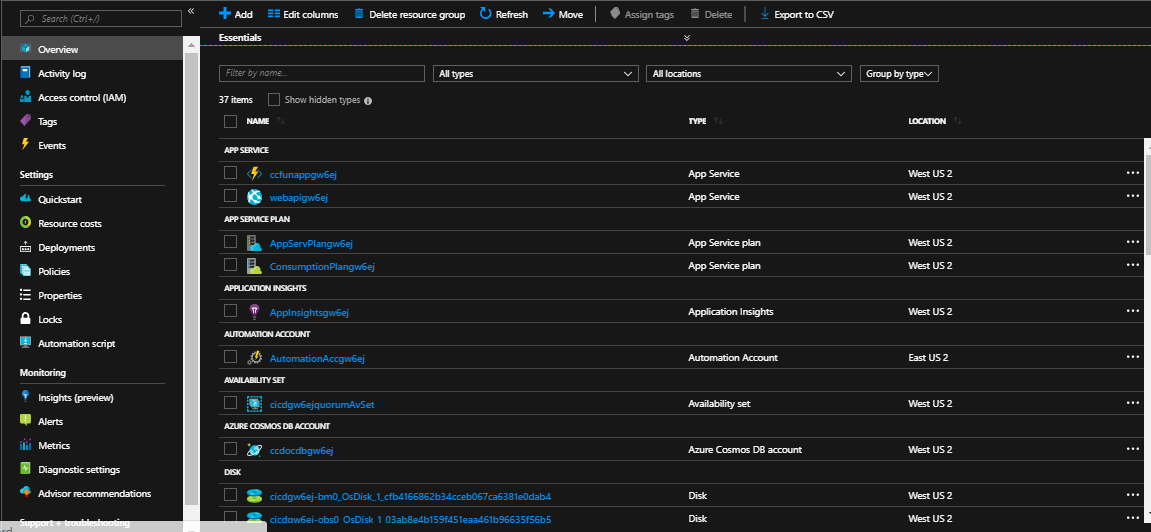 Search (Ctrl+/)
«
Overview
Activity log
Access control (IAM)
Tags
Events
Settings
Quickstart
Resource costs
Deployments
Policies
Properties
Locks
Automation script
Monitoring
Insights (preview)
Alerts
Metrics
Diagnostic settings
Advisor recommendations
Support + troubleshooting
Add Edit columns Delete resource group Refresh Move Assign tags Delete Export to CSV
Essentials
Filter by name... All types All locations Group by type
37 items Show hidden types
NAME TYPE LOCATION
APP SERVICE
ccfunappgw6ej App Service West US 2 •••
webapigw6ej App Service West US 2 •••
APP SERVICE PLAN
AppServPlangw6ej App Service plan West US 2 •••
ConsumptionPlangw6ej App Service plan West US 2 •••
APPLICATION INSIGHTS
AppInsightsgw6ej Application Insights West US 2 •••
AUTOMATION ACCOUNT
AutomationAccgw6ej Automation Account East US 2 •••
AVAILABILITY SET
cicdgw6ejquorumAvSet Availability set West US 2 •••
AZURE COSMOS DB ACCOUNT
ccdocdbgw6ej Azure Cosmos DB account West US 2 •••
DISK
cicdgw6ej-bm0_OsDisk_1_cfb4166862b34cceb067ca6381e0dab4 Disk West US 2 •••
cicdgw6ej-obs0_OsDisk_1_03ab8e4b159f451eaa461b96635f56b5 Disk West US 2 •••